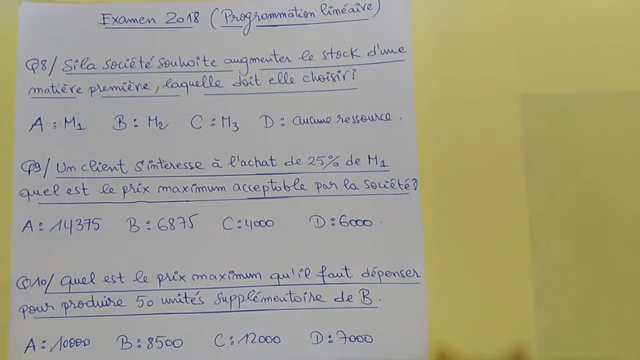 Examen 2018 (Programmation linéaire)
Q8/ Si la société souhaite augmenter le stock d'une
matière première, laquelle doit elle choisir?
A : M1 B : M2 C : M3 D : aucune ressource.
Q9/ Un client s'interesse à l'achat de 25% de M1
quel est le prix maximum acceptable par la société?
A : 14375 B : 6875 C : 4000 D : 6000.
Q10/ Quel est le prix maximum qu'il faut dépenser
pour produire 50 unités supplémentoire de B.
A : 10000 B : 8500 C : 12000 D : 7000